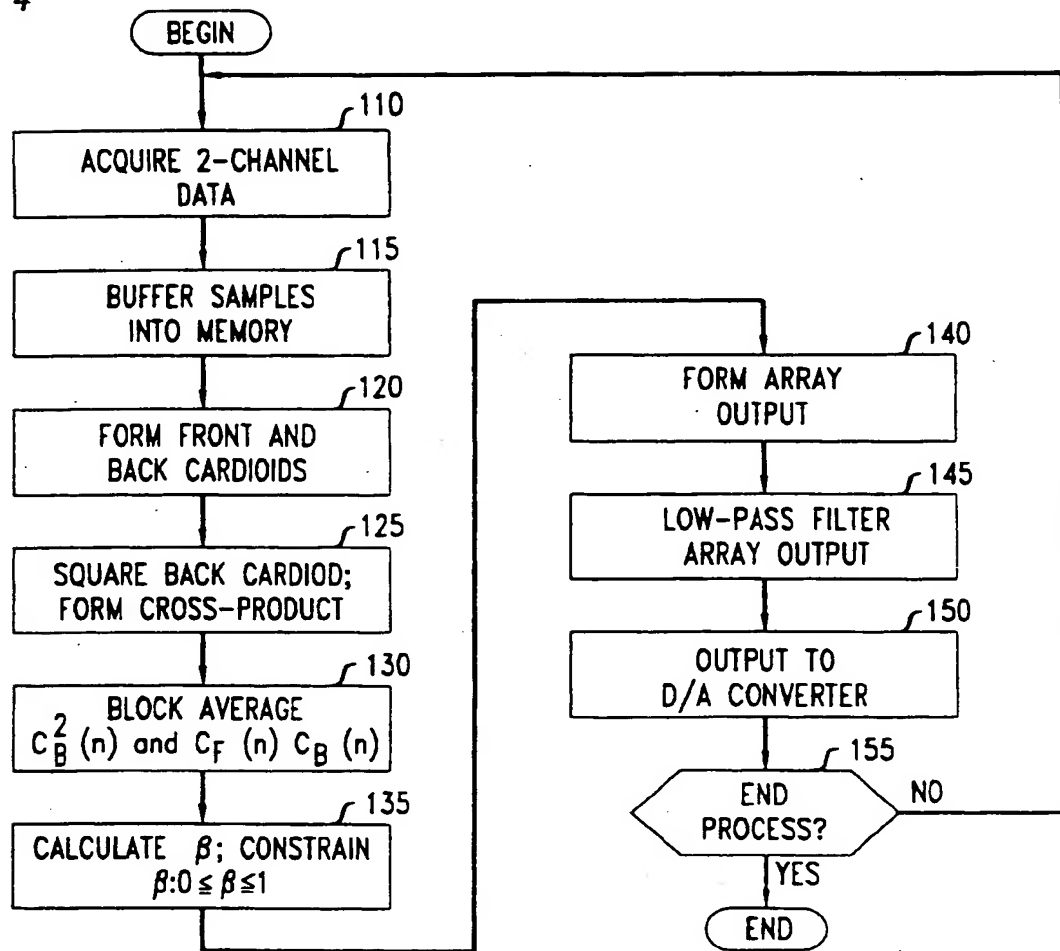 4
BEGIN
110
ACQUIRE 2-CHANNEL
DATA
115
BUFFER SAMPLES
INTO MEMORY
120
FORM FRONT AND
BACK CARDIOIDS
125
SQUARE BACK CARDIOD;
FORM CROSS-PRODUCT
130
BLOCK AVERAGE
C_B^2 (n) and C_F (n) C_B (n)
135
CALCULATE β; CONSTRAIN
β:0≦β≦1
140
FORM ARRAY
OUTPUT
145
LOW-PASS FILTER
ARRAY OUTPUT
150
OUTPUT TO
D/A CONVERTER
155
END
PROCESS?
NO
YES
END